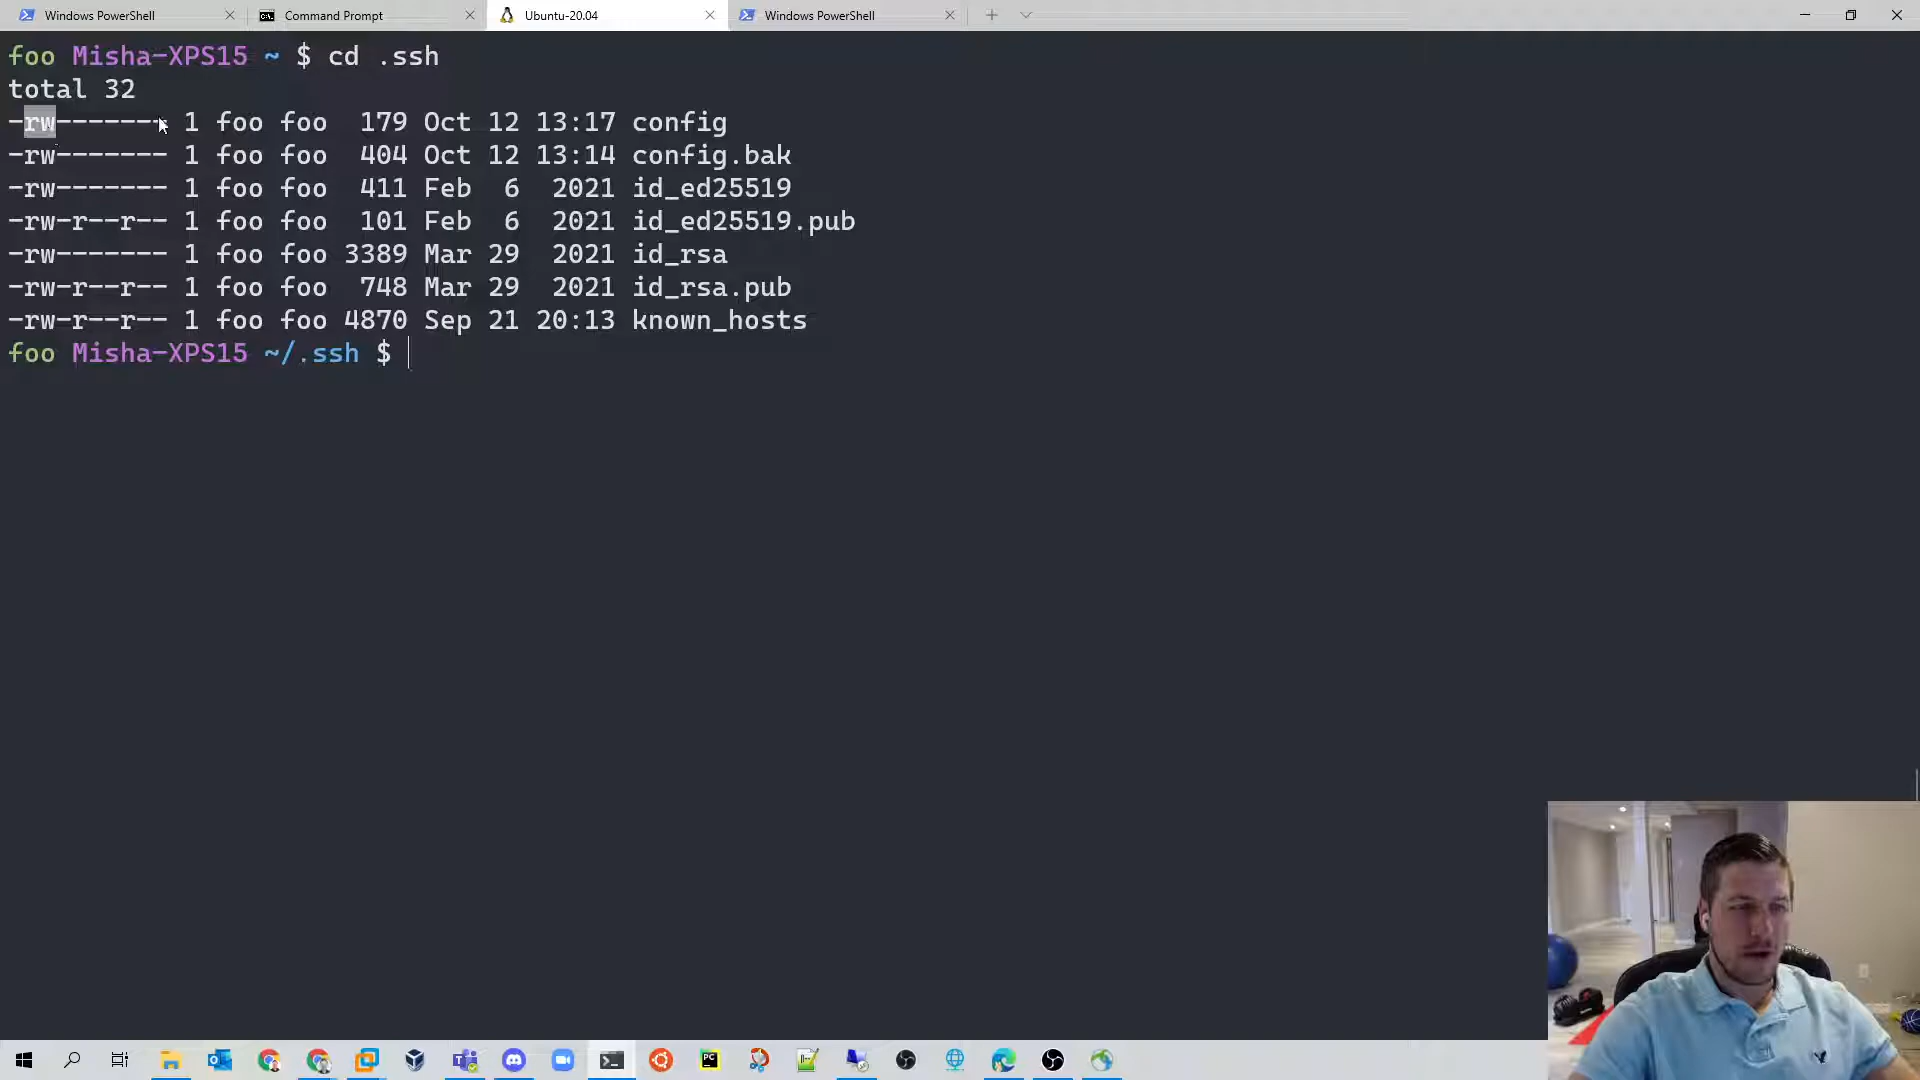 Windows PowerShell
Command Prompt
Ubuntu-20.04
Windows PowerShell
foo Misha-XPS15 ~ $ cd .ssh
total 32
-rw------- 1 foo foo  179 Oct 12 13:17 config
-rw------- 1 foo foo  404 Oct 12 13:14 config.bak
-rw------- 1 foo foo  411 Feb  6  2021 id_ed25519
-rw-r--r-- 1 foo foo  101 Feb  6  2021 id_ed25519.pub
-rw------- 1 foo foo 3389 Mar 29  2021 id_rsa
-rw-r--r-- 1 foo foo  748 Mar 29  2021 id_rsa.pub
-rw-r--r-- 1 foo foo 4870 Sep 21 20:13 known_hosts
foo Misha-XPS15 ~/.ssh $